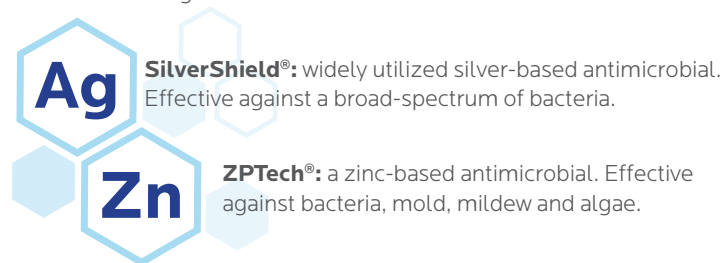 Ag
SilverShield®: widely utilized silver-based antimicrobial.
Effective against a broad-spectrum of bacteria.
Zn
ZPTech®: a zinc-based antimicrobial. Effective
against bacteria, mold, mildew and algae.